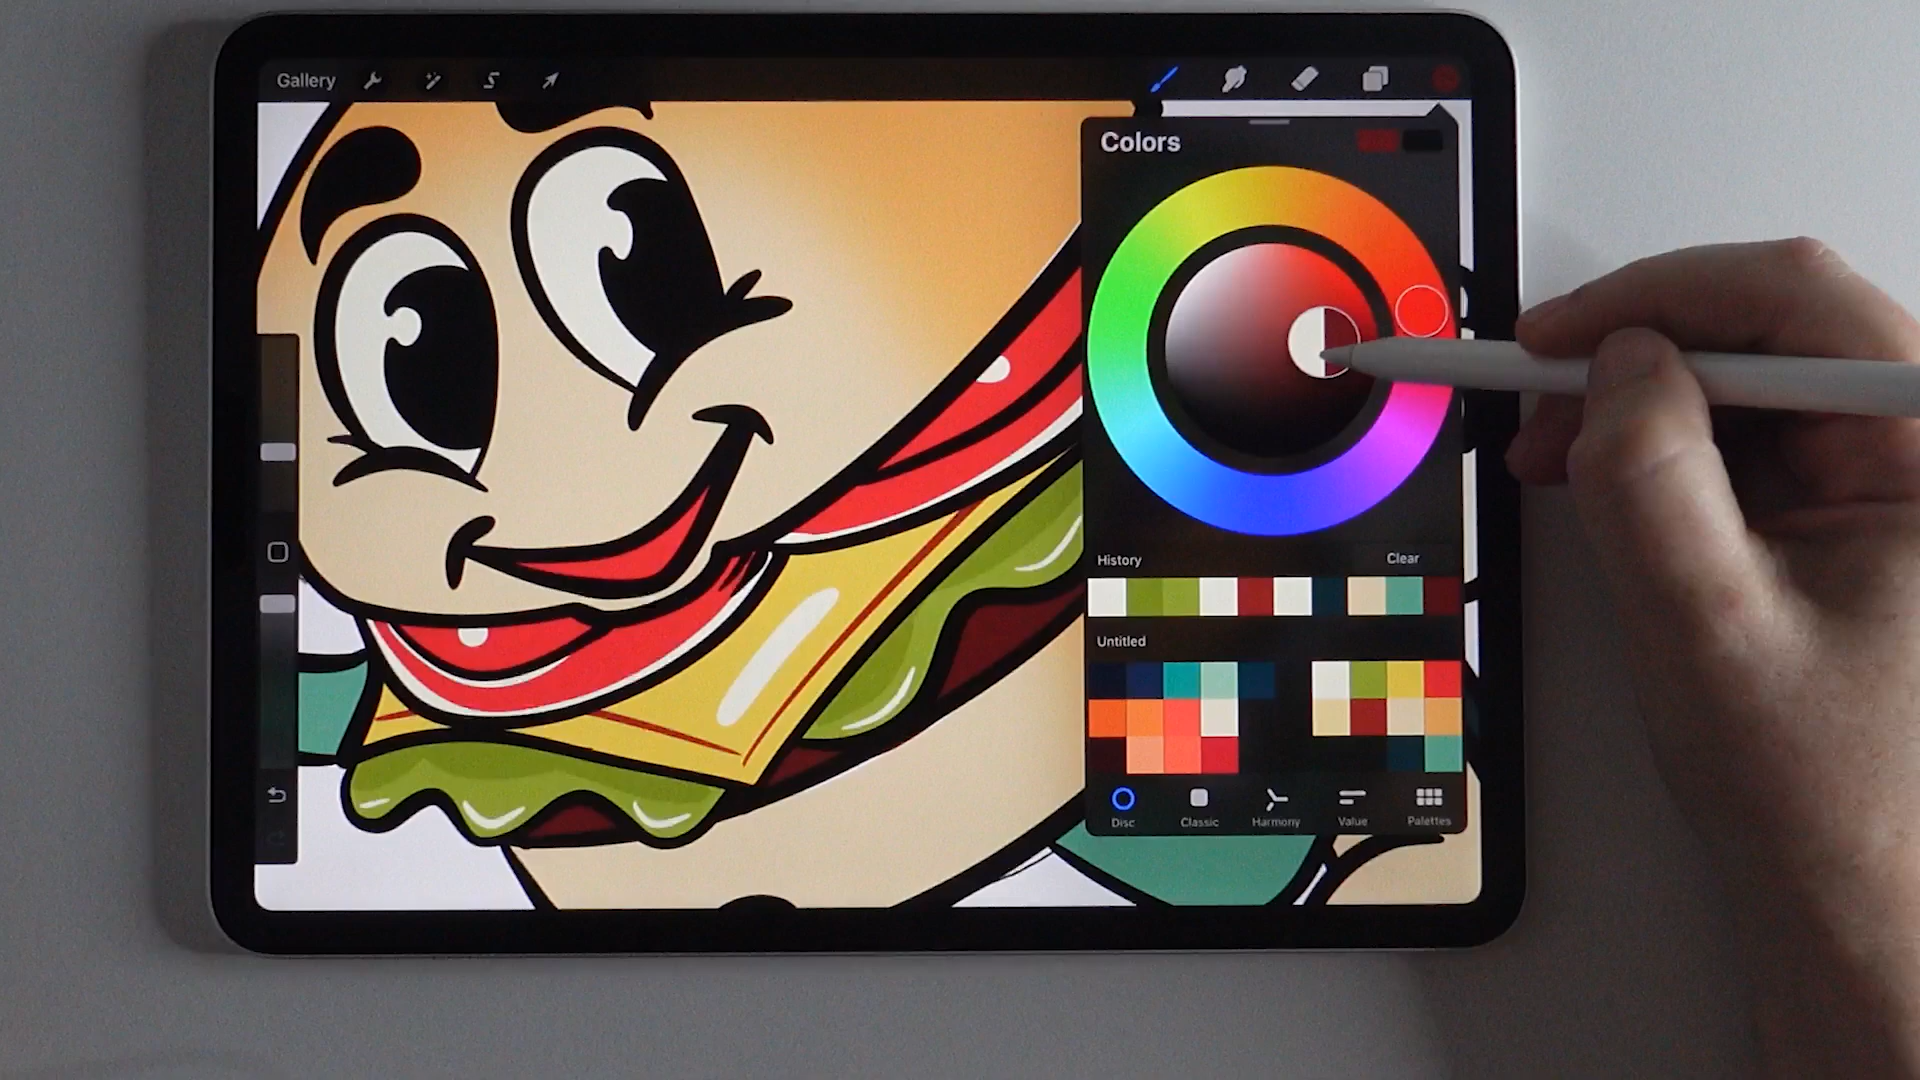 Gallery
Colors
History Clear
Untitled
Disc Classic Harmony Value Palettes